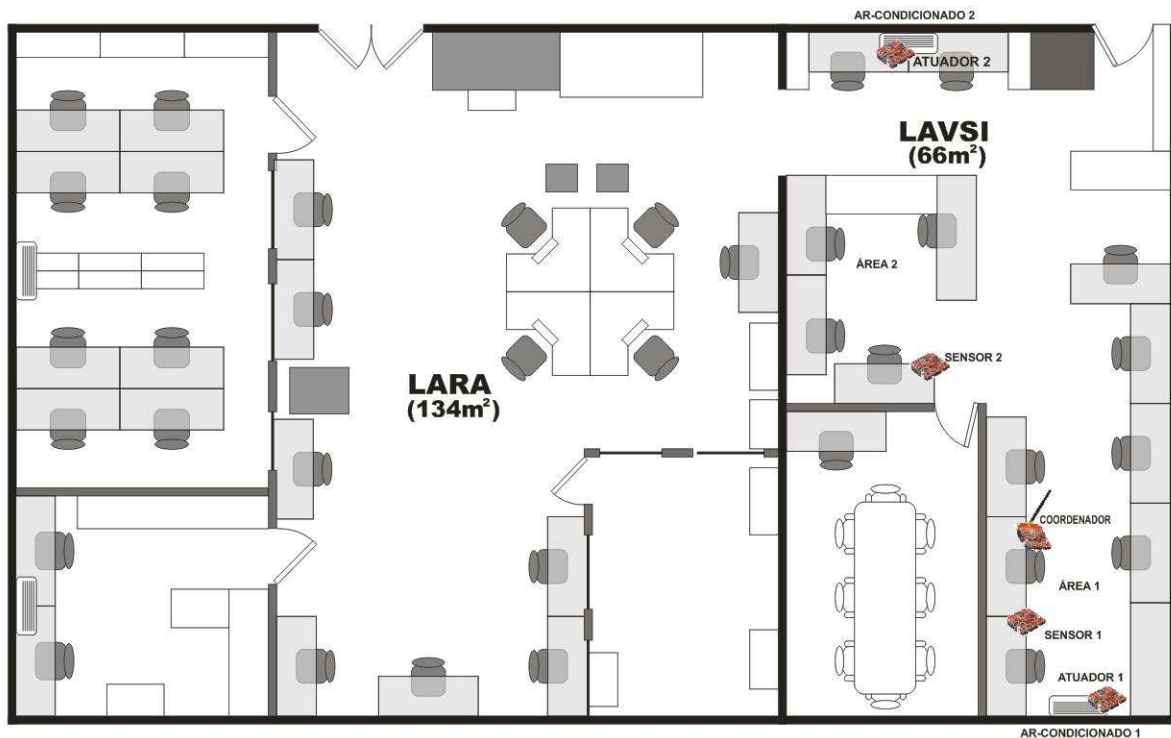 AR-CONDICIONADO 2
ATUADOR 2
LAVSI
(66m²)
ÁREA 2
SENSOR 2
LARA
(134m²)
COORDENADOR
ÁREA 1
SENSOR 1
ATUADOR 1
AR-CONDICIONADO 1